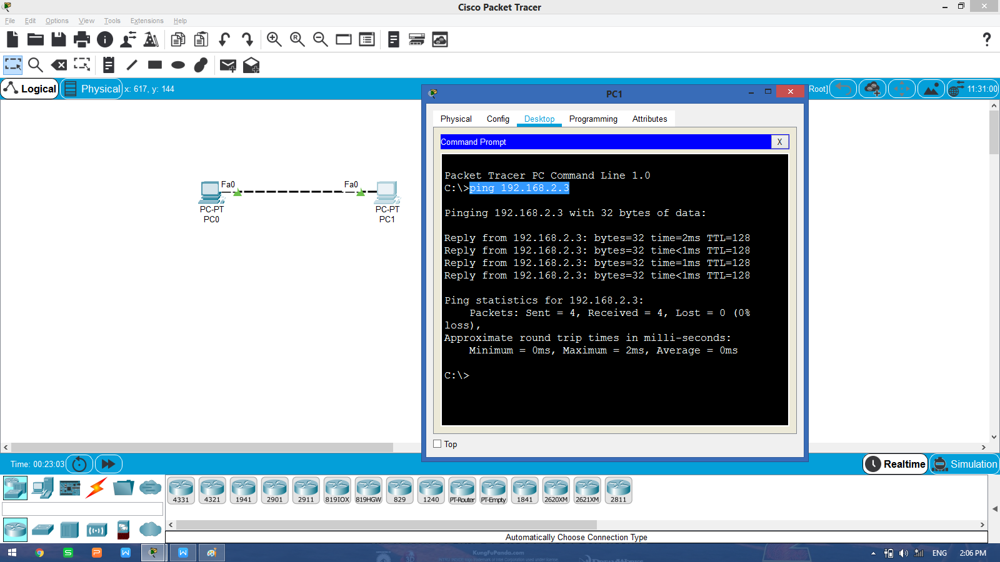 Cisco Packet Tracer
File Edit Options View Tools Extensions Help
Logical Physical x: 617, y: 144
Root] 11:31:00
PC1
Physical Config Desktop Programming Attributes
Command Prompt X
Packet Tracer PC Command Line 1.0
C:\>ping 192.168.2.3
Pinging 192.168.2.3 with 32 bytes of data:
Reply from 192.168.2.3: bytes=32 time=2ms TTL=128
Reply from 192.168.2.3: bytes=32 time<1ms TTL=128
Reply from 192.168.2.3: bytes=32 time=1ms TTL=128
Reply from 192.168.2.3: bytes=32 time<1ms TTL=128
Ping statistics for 192.168.2.3:
Packets: Sent = 4, Received = 4, Lost = 0 (0%
loss),
Approximate round trip times in milli-seconds:
Minimum = 0ms, Maximum = 2ms, Average = 0ms
C:\>
Top
Fa0 Fa0
PC-PT PC-PT
PC0 PC1
Time: 00:23:03 Realtime Simulation
4331 4321 1941 2901 2911 819IOX 819HGW 829 1240 PT-Router PT-Empty 1841 2620XM 2621XM 2811
Automatically Choose Connection Type
KungFuPanda.com
ENG 2:06 PM